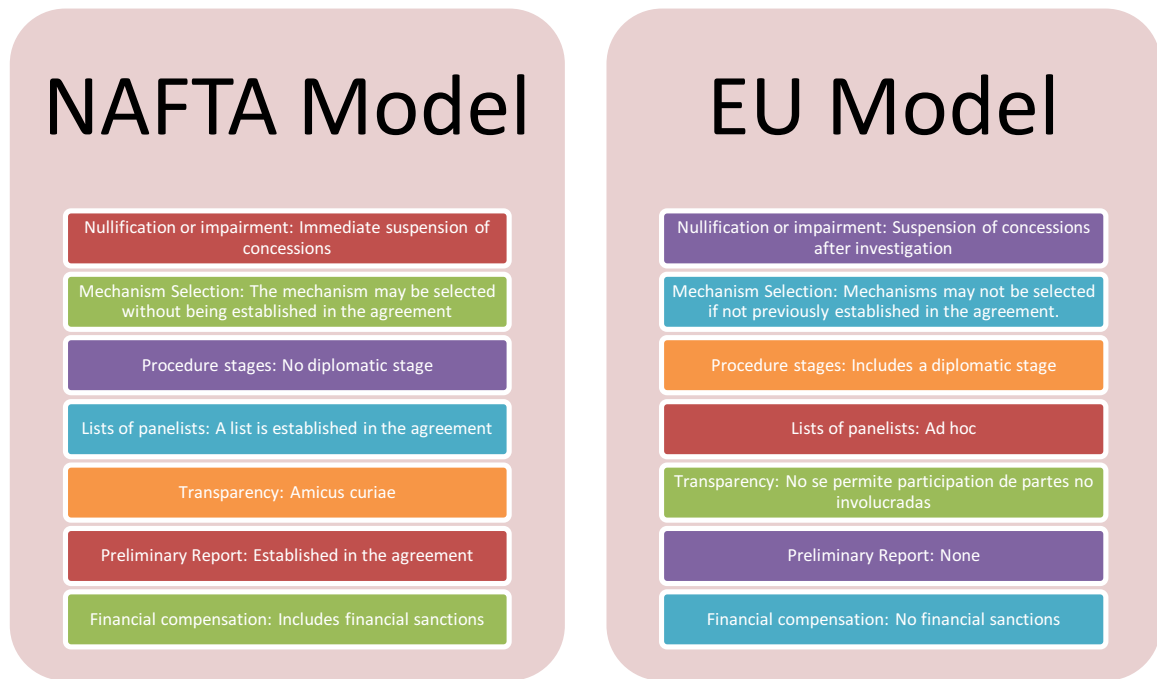 NAFTA Model
Nullification or impairment: Immediate suspension of
concessions
Mechanism Selection: The mechanism may be selected
without being established in the agreement
Procedure stages: No diplomatic stage
Lists of panelists: A list is established in the agreement
Transparency: Amicus curiae
Preliminary Report: Established in the agreement
Financial compensation: Includes financial sanctions
EU Model
Nullification or impairment: Suspension of concessions
after investigation
Mechanism Selection: Mechanisms may not be selected
if not previously established in the agreement.
Procedure stages: Includes a diplomatic stage
Lists of panelists: Ad hoc
Transparency: No se permite participation de partes no
involucradas
Preliminary Report: None
Financial compensation: No financial sanctions